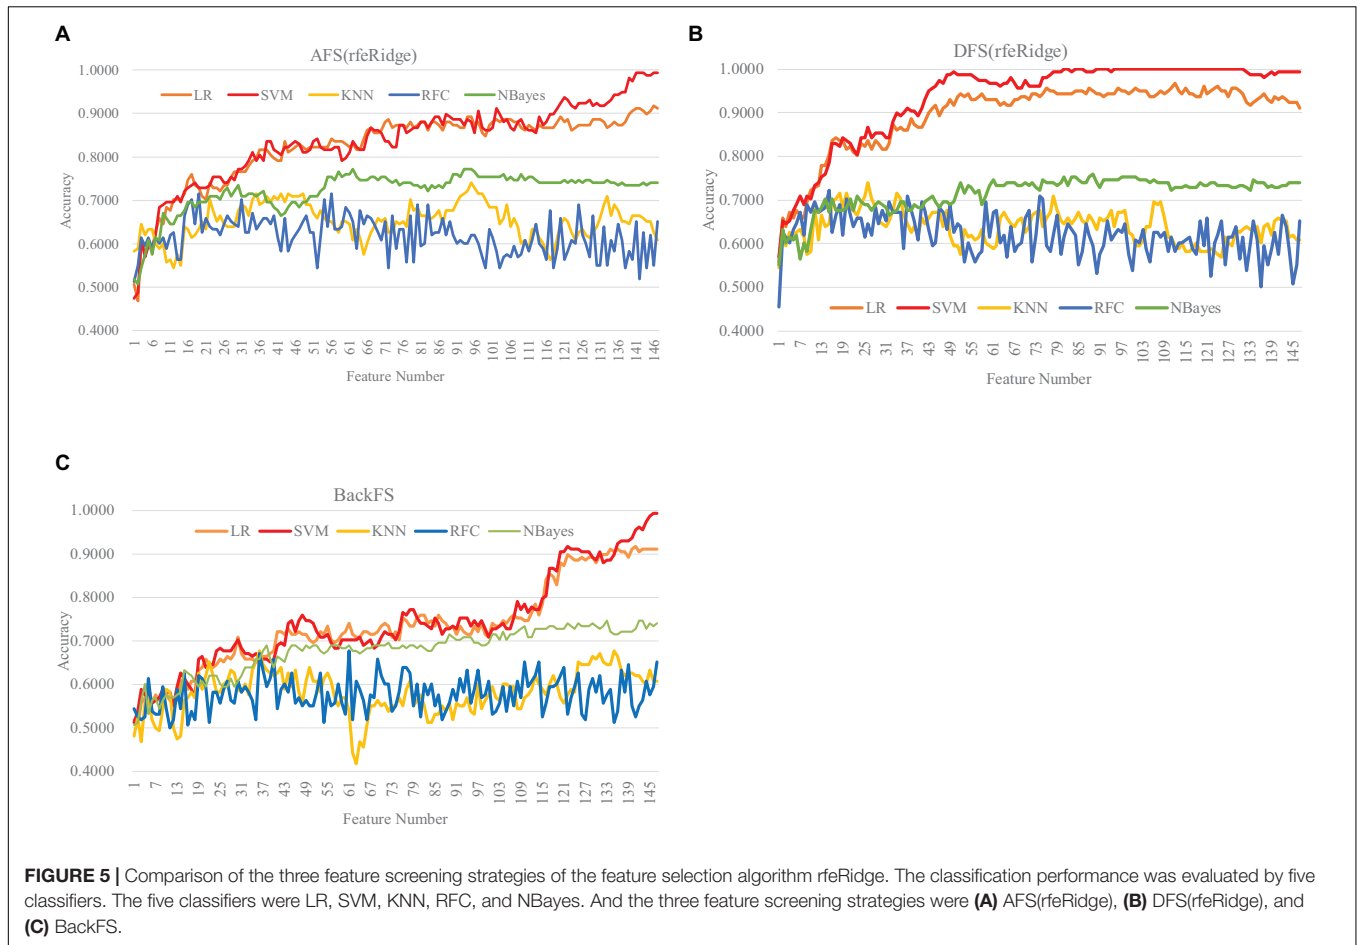 A
AFS(rfeRidge)
1.0000
0.9000
0.8000
0.7000
0.6000
0.5000
0.4000
LR SVM KNN RFC NBayes
Accuracy
1 6 11 16 21 26 31 36 41 46 51 56 61 66 71 76 81 86 91 96 101 106 111 116 121 126 131 136 141 146
Feature Number
B
DFS(rfeRidge)
1.0000
0.9000
0.8000
0.7000
0.6000
0.5000
0.4000
Accuracy
LR SVM KNN RFC NBayes
1 7 13 19 25 31 37 43 49 55 61 67 73 79 85 91 97 103 109 115 121 127 133 139 145
Feature Number
C
BackFS
1.0000
0.9000
0.8000
0.7000
0.6000
0.5000
0.4000
LR SVM KNN RFC NBayes
Accuracy
1 7 13 19 25 31 37 43 49 55 61 67 73 79 85 91 97 103 109 115 121 127 133 139 145
Feature Number
FIGURE 5 | Comparison of the three feature screening strategies of the feature selection algorithm rfeRidge. The classification performance was evaluated by five
classifiers. The five classifiers were LR, SVM, KNN, RFC, and NBayes. And the three feature screening strategies were (A) AFS(rfeRidge), (B) DFS(rfeRidge), and
(C) BackFS.